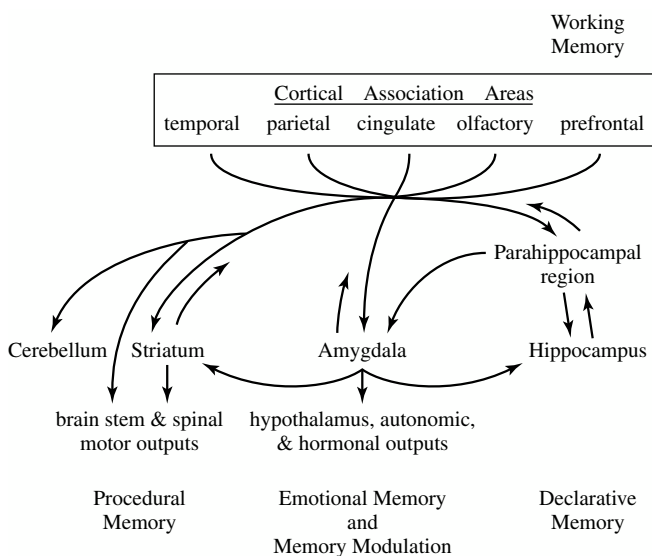 Working
Memory
Cortical Association Areas
temporal parietal cingulate olfactory prefrontal
Parahippocampal
region
Cerebellum Striatum Amygdala Hippocampus
brain stem & spinal hypothalamus, autonomic,
motor outputs & hormonal outputs
Procedural Emotional Memory Declarative
Memory and Memory
Memory Modulation